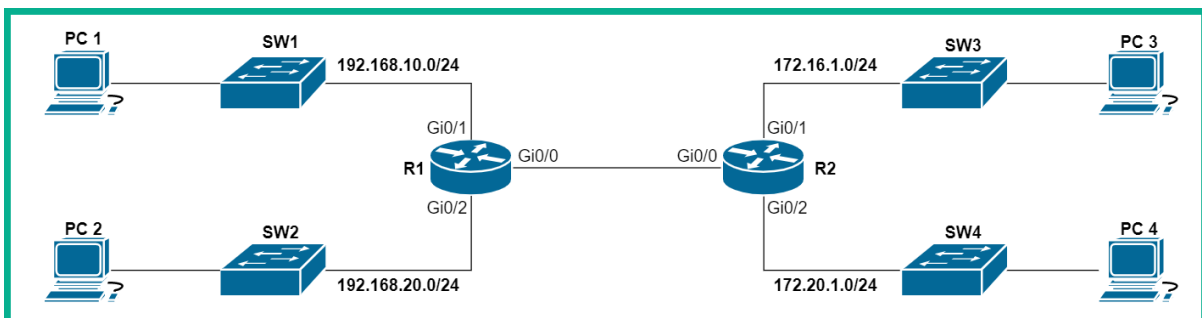 PC 1
SW1
192.168.10.0/24
172.16.1.0/24
SW3
PC 3
Gi0/1
Gi0/1
R1
Gi0/0
Gi0/0
R2
Gi0/2
Gi0/2
PC 2
SW2
192.168.20.0/24
172.20.1.0/24
SW4
PC 4